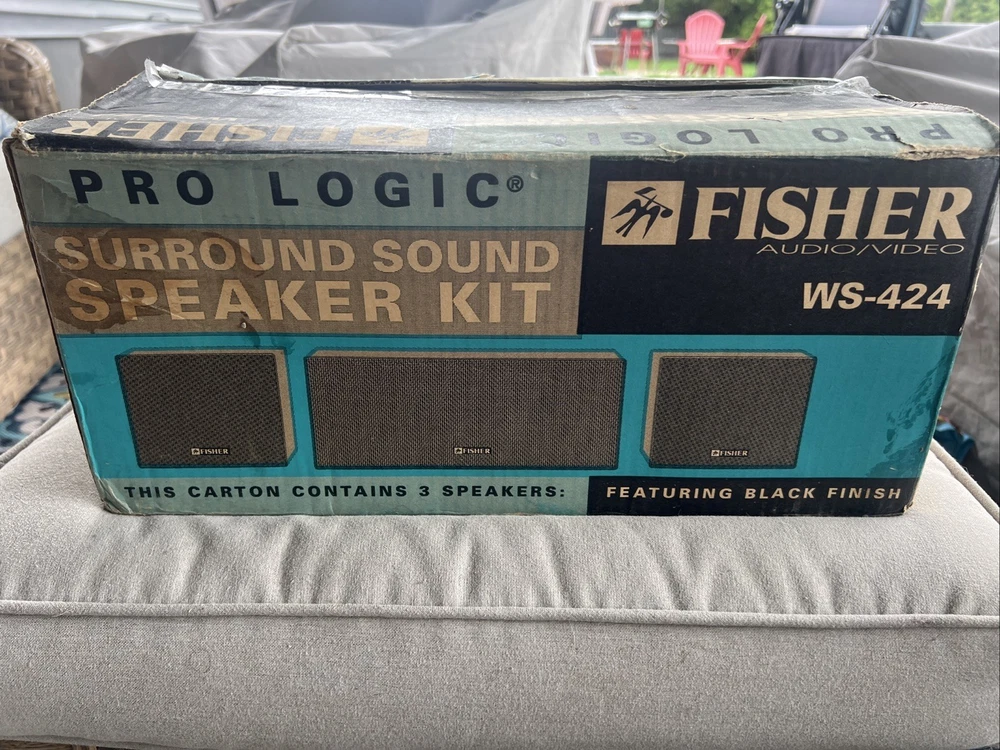 FISHER
PRO LOGIC
PRO LOGIC®
SURROUND SOUND
SPEAKER KIT
FISHER
AUDIO/VIDEO
WS-424
FISHER
FISHER
FISHER
THIS CARTON CONTAINS 3 SPEAKERS:
FEATURING BLACK FINISH